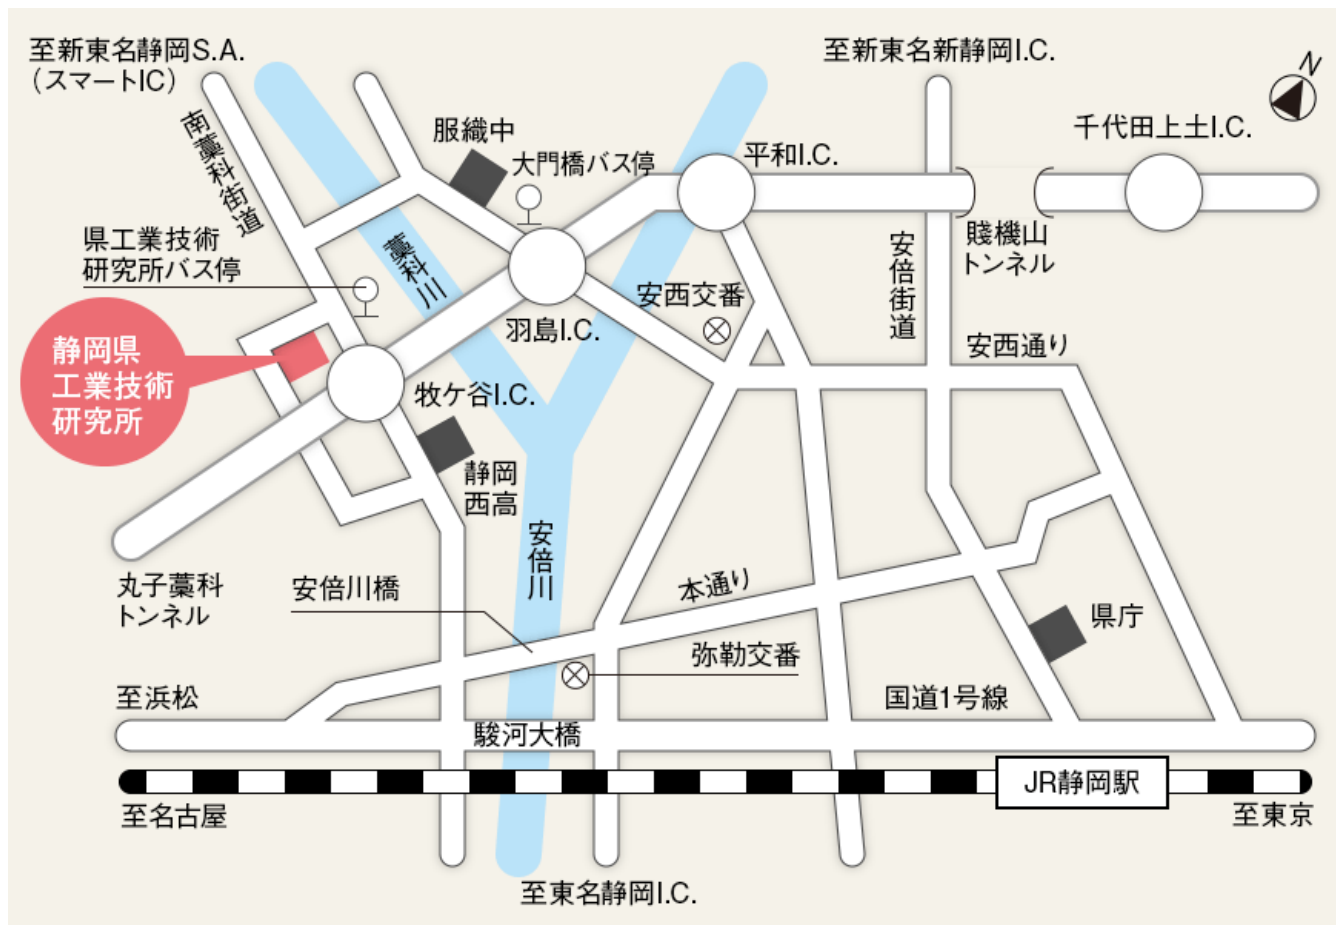 至新東名静岡S.A.
（スマートIC）
至新東名新静岡I.C.
N
千代田上土I.C.
南藁科街道
服織中
大門橋バス停
平和I.C.
県工業技術
研究所バス停
藁科川
安倍街道
賤機山
トンネル
安西交番
羽島I.C.
安西通り
静岡県
工業技術
研究所
牧ケ谷I.C.
静岡
西高
安倍川
丸子藁科
トンネル
安倍川橋
本通り
県庁
弥勒交番
至浜松
国道1号線
駿河大橋
JR静岡駅
至名古屋
至東京
至東名静岡I.C.